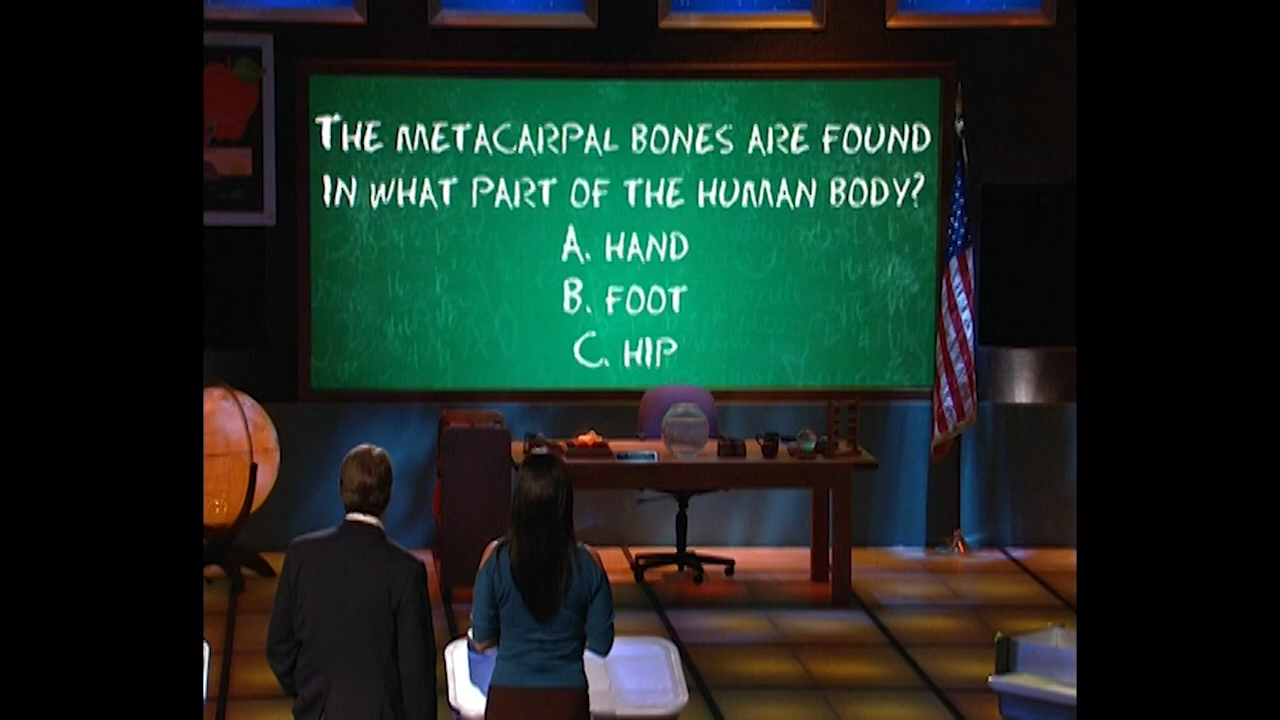 THE METACARPAL BONES ARE FOUND
IN WHAT PART OF THE HUMAN BODY?
A. HAND
B. FOOT
C. HIP